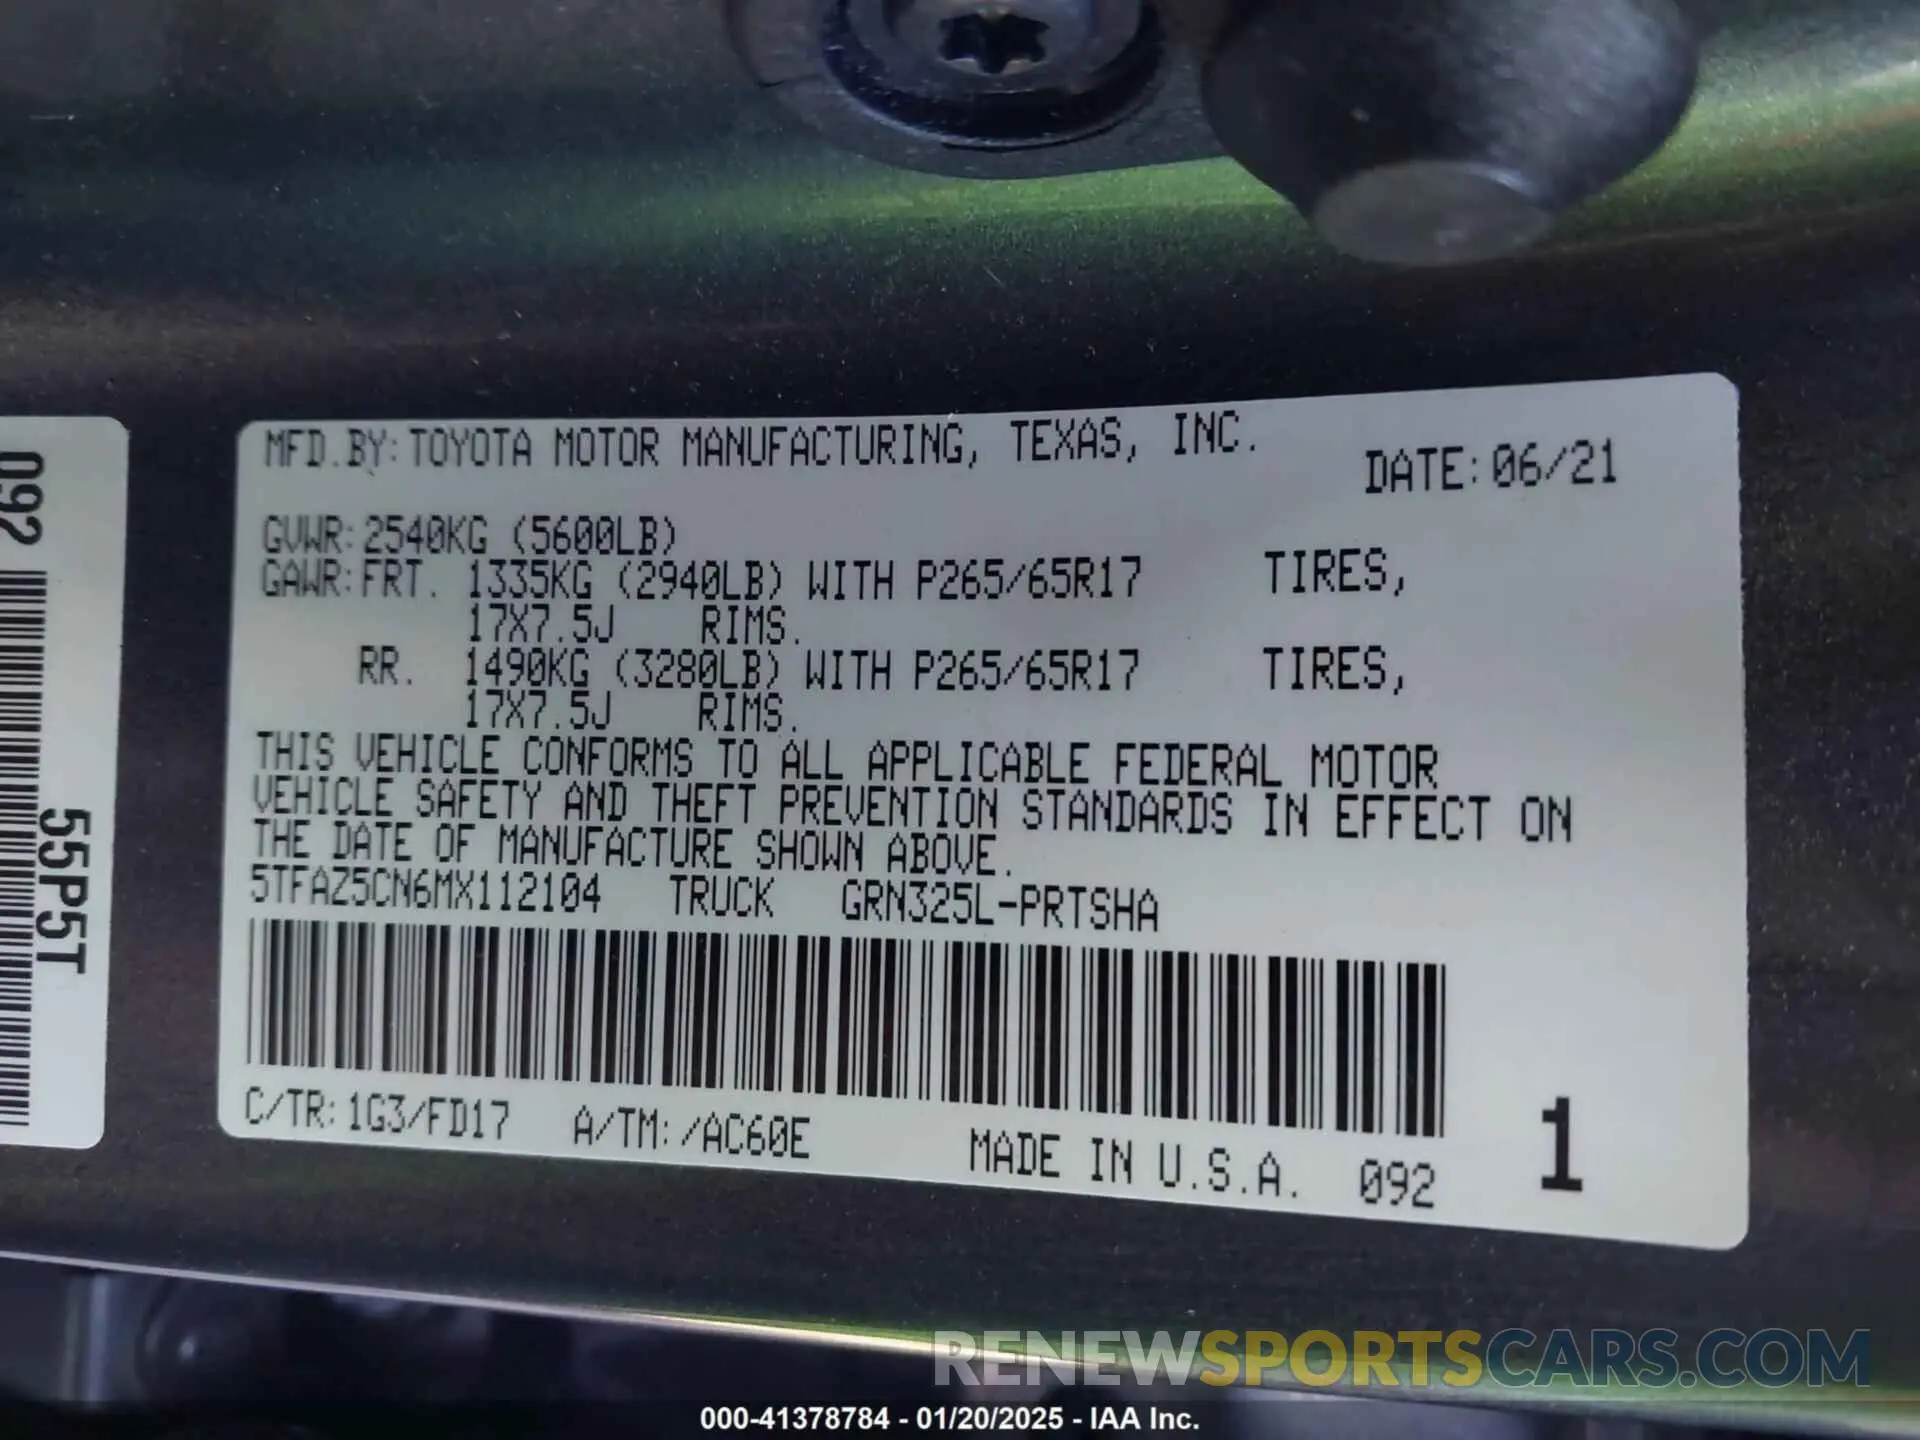 MFD.BY:TOYOTA MOTOR MANUFACTURING, TEXAS, INC. DATE:06/21
GVWR:2540KG (5600LB)
GAWR:FRT. 1335KG (2940LB) WITH P265/65R17 TIRES,
17X7.5J RIMS.
RR. 1490KG (3280LB) WITH P265/65R17 TIRES,
17X7.5J RIMS.
THIS VEHICLE CONFORMS TO ALL APPLICABLE FEDERAL MOTOR
VEHICLE SAFETY AND THEFT PREVENTION STANDARDS IN EFFECT ON
THE DATE OF MANUFACTURE SHOWN ABOVE.
5TFAZ5CN6MX112104 TRUCK GRN325L-PRTSHA
C/TR:1G3/FD17 A/TM:/AC60E MADE IN U.S.A. 092 1
092
55P5T
RENEWSPORTSCARS.COM
000-41378784 - 01/20/2025 - IAA Inc.